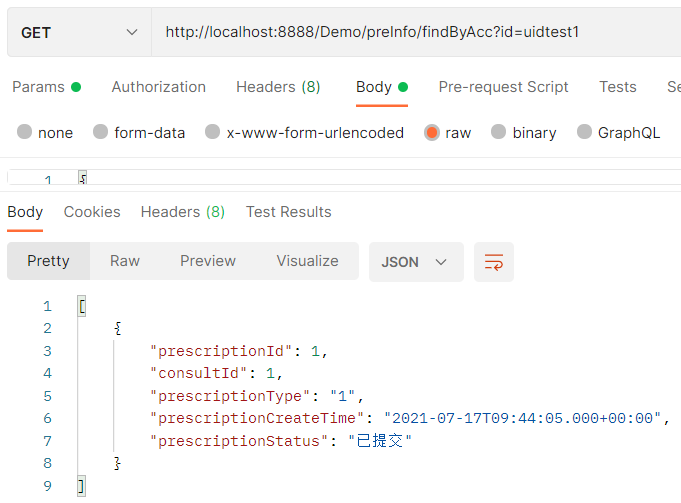 GET http://localhost:8888/Demo/preInfo/findByAcc?id=uidtest1
Params Authorization Headers (8) Body Pre-request Script Tests Se
none form-data x-www-form-urlencoded raw binary GraphQL
1 {
Body Cookies Headers (8) Test Results
Pretty Raw Preview Visualize JSON
1 [
2 {
3 "prescriptionId": 1,
4 "consultId": 1,
5 "prescriptionType": "1",
6 "prescriptionCreateTime": "2021-07-17T09:44:05.000+00:00",
7 "prescriptionStatus": "已提交"
8 }
9 ]